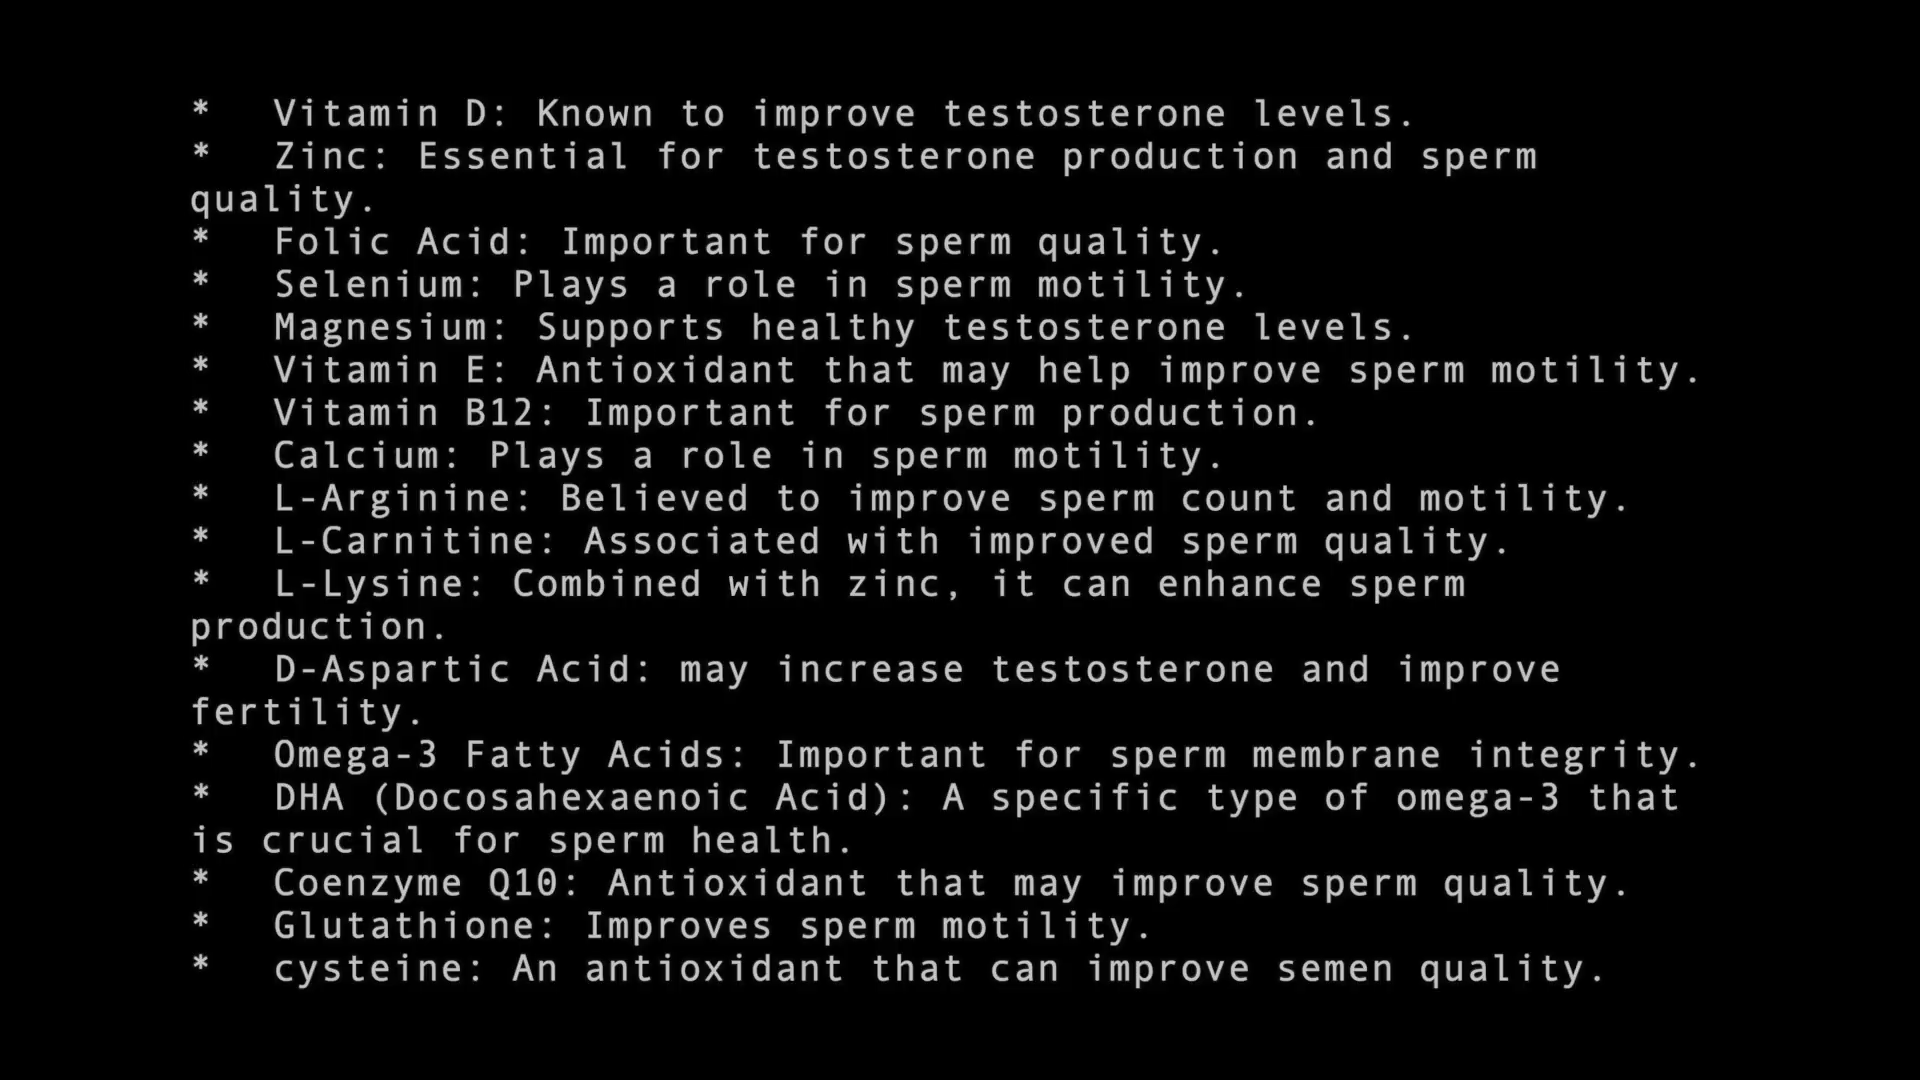 *   Vitamin D: Known to improve testosterone levels.
*   Zinc: Essential for testosterone production and sperm
quality.
*   Folic Acid: Important for sperm quality.
*   Selenium: Plays a role in sperm motility.
*   Magnesium: Supports healthy testosterone levels.
*   Vitamin E: Antioxidant that may help improve sperm motility.
*   Vitamin B12: Important for sperm production.
*   Calcium: Plays a role in sperm motility.
*   L-Arginine: Believed to improve sperm count and motility.
*   L-Carnitine: Associated with improved sperm quality.
*   L-Lysine: Combined with zinc, it can enhance sperm
production.
*   D-Aspartic Acid: may increase testosterone and improve
fertility.
*   Omega-3 Fatty Acids: Important for sperm membrane integrity.
*   DHA (Docosahexaenoic Acid): A specific type of omega-3 that
is crucial for sperm health.
*   Coenzyme Q10: Antioxidant that may improve sperm quality.
*   Glutathione: Improves sperm motility.
*   cysteine: An antioxidant that can improve semen quality.